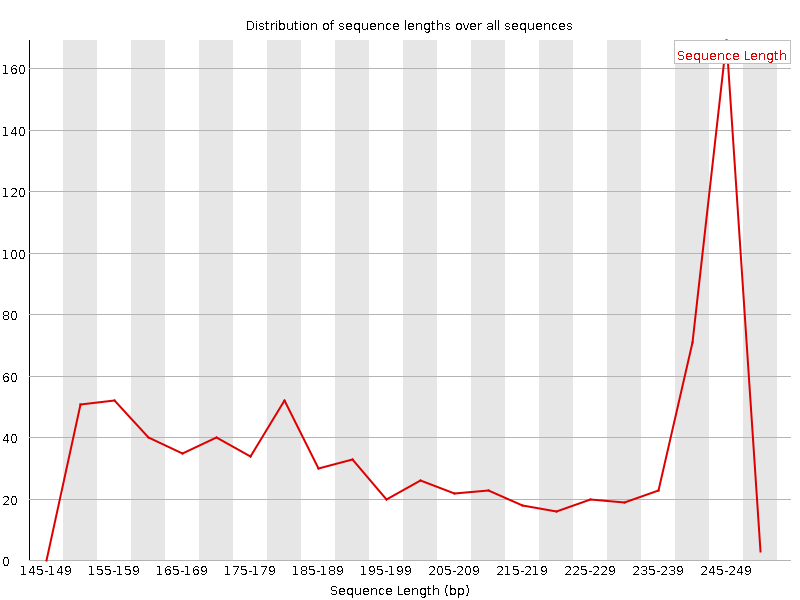 Distribution of sequence lengths over all sequences
Sequence Length
160
140
120
100
80
60
40
20
0
145-149 155-159 165-169 175-179 185-189 195-199 205-209 215-219 225-229 235-239 245-249
Sequence Length (bp)